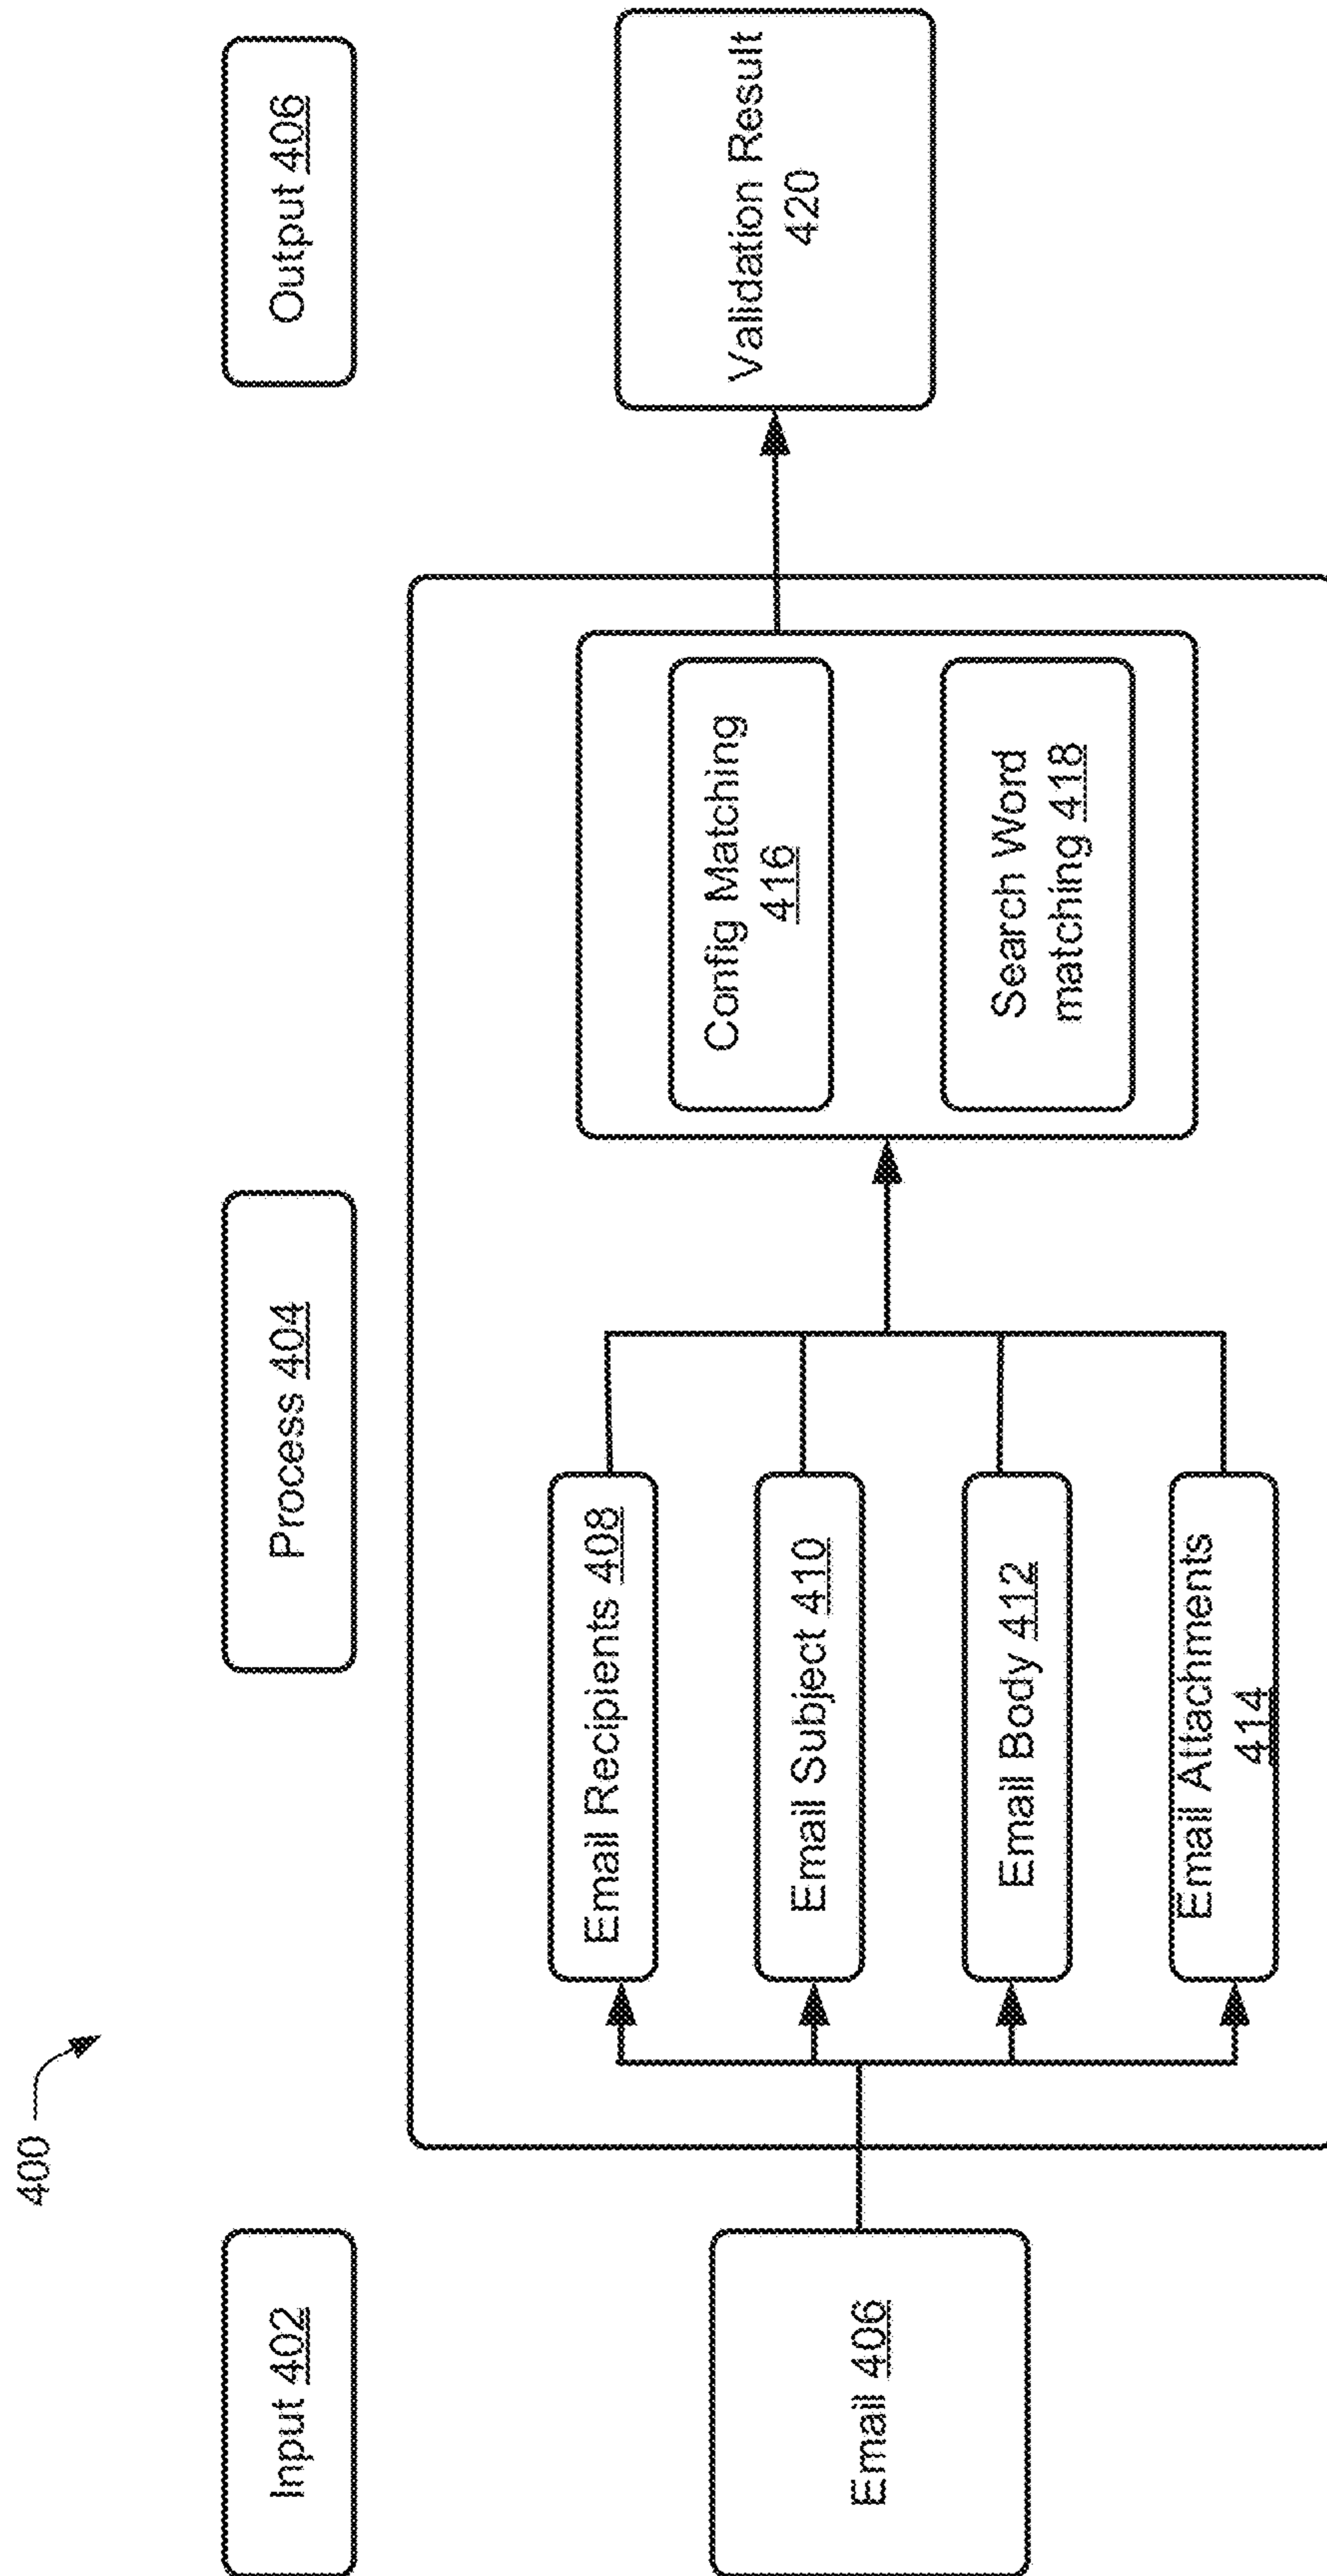 400
Input 402
Process 404
Output 406
Email 406
Email Recipients 408
Email Subject 410
Email Body 412
Email Attachments
414
Config Matching
416
Search Word
matching 418
Validation Result
420